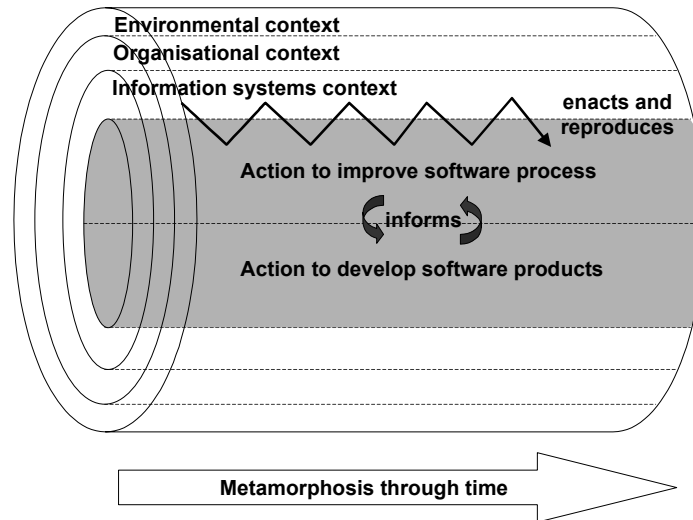 Environmental context
Organisational context
Information systems context
enacts and
reproduces
Action to improve software process
informs
Action to develop software products
Metamorphosis through time